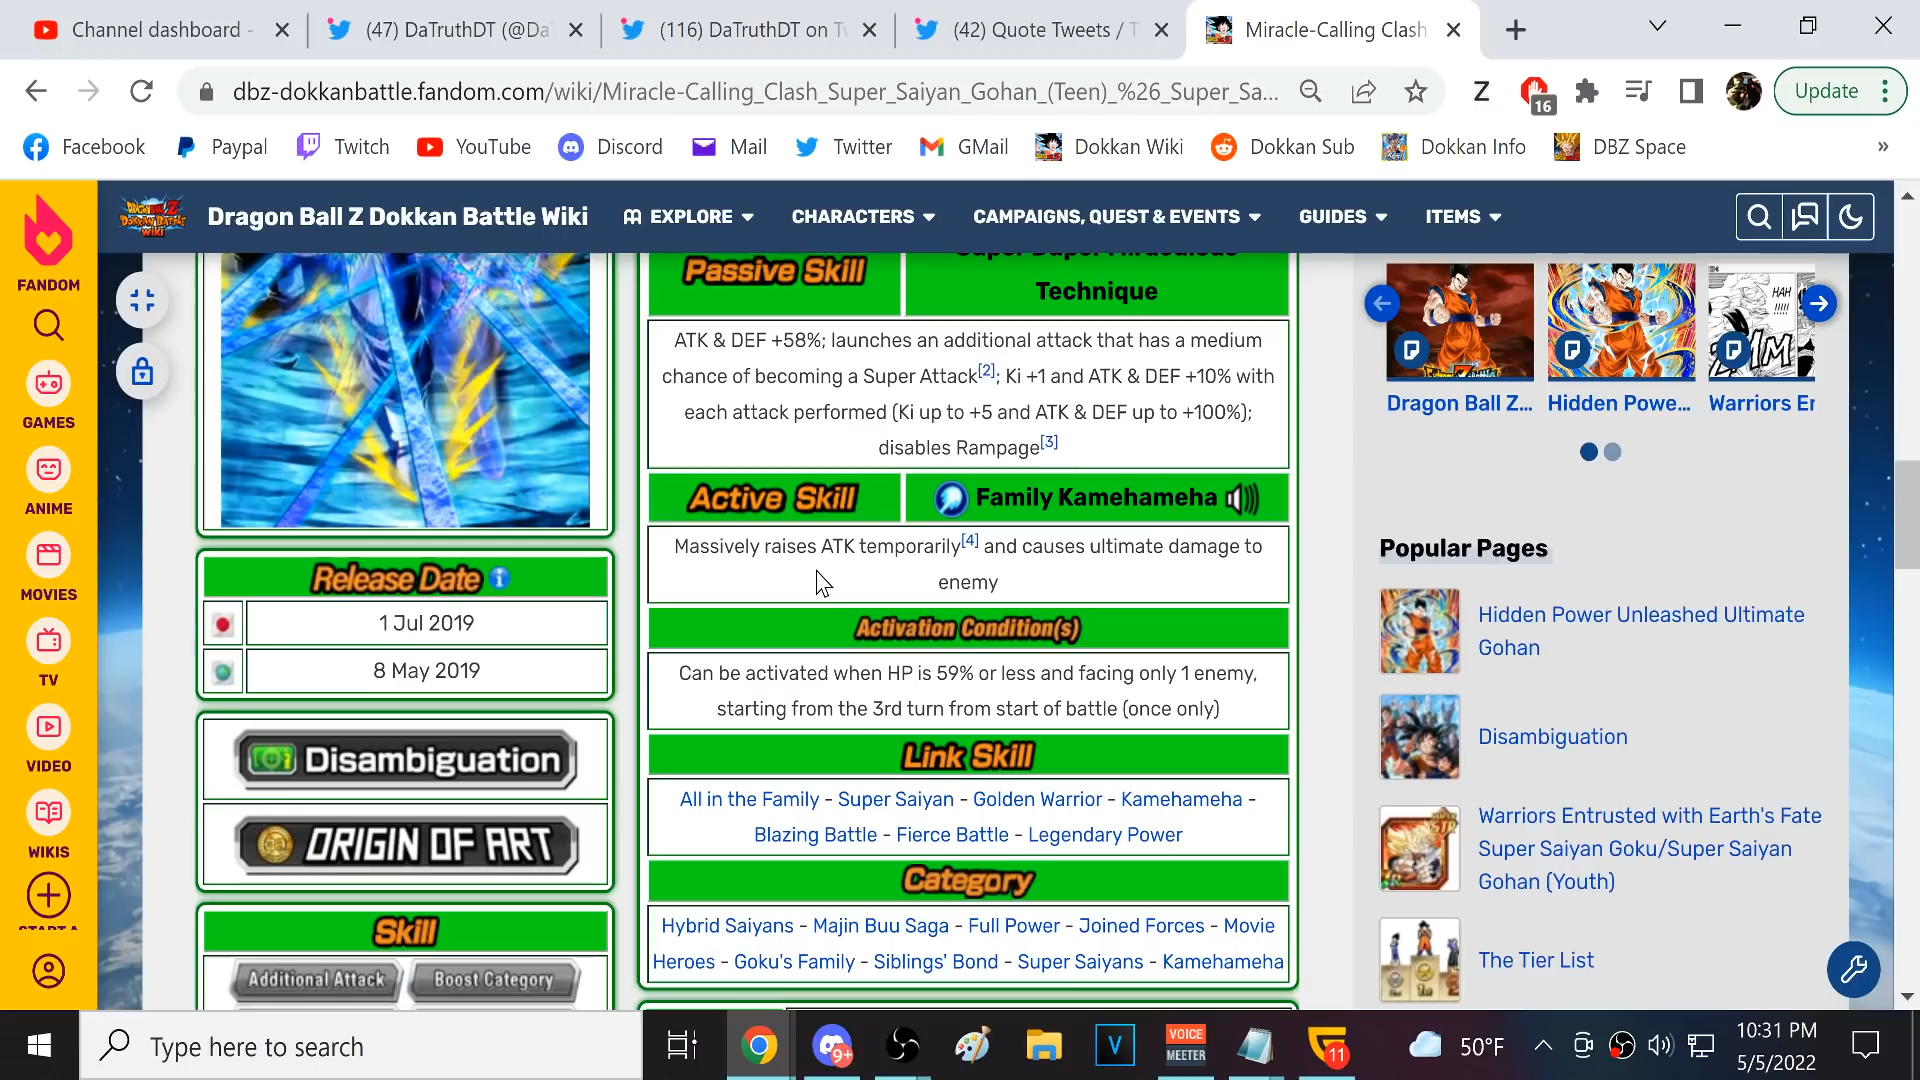 Channel dashboard -
(47) DaTruthDT (@Da
(116) DaTruthDT on Tw
(42) Quote Tweets / T
Miracle-Calling Clash
dbz-dokkanbattle.fandom.com/wiki/Miracle-Calling_Clash_Super_Saiyan_Gohan_(Teen)_%26_Super_Sa...
Z
16
Update
Facebook
Paypal
Twitch
YouTube
Discord
Mail
Twitter
GMail
Dokkan Wiki
Dokkan Sub
Dokkan Info
DBZ Space
»
Dragon Ball Z Dokkan Battle Wiki
EXPLORE
CHARACTERS
CAMPAIGNS, QUEST & EVENTS
GUIDES
ITEMS
FANDOM
GAMES
ANIME
MOVIES
TV
VIDEO
WIKIS
START A
Release Date
1 Jul 2019
8 May 2019
Disambiguation
ORIGIN OF ART
Skill
Additional Attack
Boost Category
Passive Skill
Super Duper Miraculous
Technique
ATK & DEF +58%; launches an additional attack that has a medium
chance of becoming a Super Attack[2]; Ki +1 and ATK & DEF +10% with
each attack performed (Ki up to +5 and ATK & DEF up to +100%);
disables Rampage[3]
Active Skill
Family Kamehameha
Massively raises ATK temporarily[4] and causes ultimate damage to
enemy
Activation Condition(s)
Can be activated when HP is 59% or less and facing only 1 enemy,
starting from the 3rd turn from start of battle (once only)
Link Skill
All in the Family - Super Saiyan - Golden Warrior - Kamehameha -
Blazing Battle - Fierce Battle - Legendary Power
Category
Hybrid Saiyans - Majin Buu Saga - Full Power - Joined Forces - Movie
Heroes - Goku's Family - Siblings' Bond - Super Saiyans - Kamehameha
HAH
Dragon Ball Z...
Hidden Powe...
Warriors Er
Popular Pages
Hidden Power Unleashed Ultimate
Gohan
Disambiguation
Warriors Entrusted with Earth's Fate
Super Saiyan Goku/Super Saiyan
Gohan (Youth)
The Tier List
Type here to search
9+
V
VOICE
MEETER
11
50°F
10:31 PM
5/5/2022